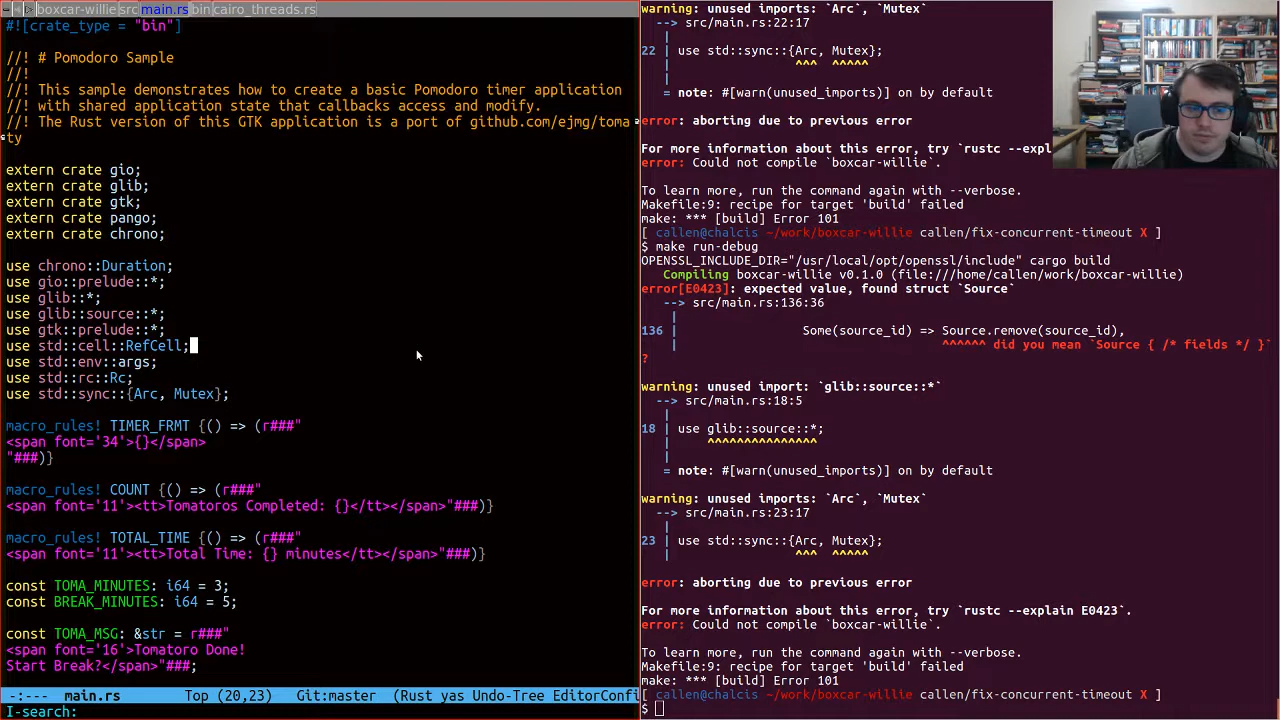 boxcar-willie src main.rs bin cairo_threads.rs
#![crate_type = "bin"]
//! # Pomodoro Sample
//!
//! This sample demonstrates how to create a basic Pomodoro timer application
//! with shared application state that callbacks access and modify.
//! The Rust version of this GTK application is a port of github.com/ejmg/toma
ty
extern crate gio;
extern crate glib;
extern crate gtk;
extern crate pango;
extern crate chrono;
use chrono::Duration;
use gio::prelude::*;
use glib::*;
use glib::source::*;
use gtk::prelude::*;
use std::cell::RefCell;
use std::env::args;
use std::rc::Rc;
use std::sync::{Arc, Mutex};
macro_rules! TIMER_FRMT {() => (r###"
<span font='34'>{}</span>
"###)}
macro_rules! COUNT {() => (r###"
<span font='11'><tt>Tomatoros Completed: {}</tt></span>"###)}
macro_rules! TOTAL_TIME {() => (r###"
<span font='11'><tt>Total Time: {} minutes</tt></span>"###)}
const TOMA_MINUTES: i64 = 3;
const BREAK_MINUTES: i64 = 5;
const TOMA_MSG: &str = r###"
<span font='16'>Tomatoro Done!
Start Break?</span>"###;
-:--- main.rs Top (20,23) Git:master (Rust yas Undo-Tree EditorConfi
I-search:
warning: unused imports: `Arc`, `Mutex`
--> src/main.rs:22:17
|
22 | use std::sync::{Arc, Mutex};
| ^^^ ^^^^^
|
= note: #[warn(unused_imports)] on by default
error: aborting due to previous error
For more information about this error, try `rustc --expl
error: Could not compile `boxcar-willie`.
To learn more, run the command again with --verbose.
Makefile:9: recipe for target 'build' failed
make: *** [build] Error 101
[ callen@chalcis ~/work/boxcar-willie callen/fix-concurrent-timeout X ]
$ make run-debug
OPENSSL_INCLUDE_DIR="/usr/local/opt/openssl/include" cargo build
Compiling boxcar-willie v0.1.0 (file:///home/callen/work/boxcar-willie)
error[E0423]: expected value, found struct `Source`
--> src/main.rs:136:36
|
136 | Some(source_id) => Source.remove(source_id),
| ^^^^^^ did you mean `Source { /* fields */ }`
?
warning: unused import: `glib::source::*`
--> src/main.rs:18:5
|
18 | use glib::source::*;
| ^^^^^^^^^^^^^^^
|
= note: #[warn(unused_imports)] on by default
warning: unused imports: `Arc`, `Mutex`
--> src/main.rs:23:17
|
23 | use std::sync::{Arc, Mutex};
| ^^^ ^^^^^
error: aborting due to previous error
For more information about this error, try `rustc --explain E0423`.
error: Could not compile `boxcar-willie`.
To learn more, run the command again with --verbose.
Makefile:9: recipe for target 'build' failed
make: *** [build] Error 101
[ callen@chalcis ~/work/boxcar-willie callen/fix-concurrent-timeout X ]
$